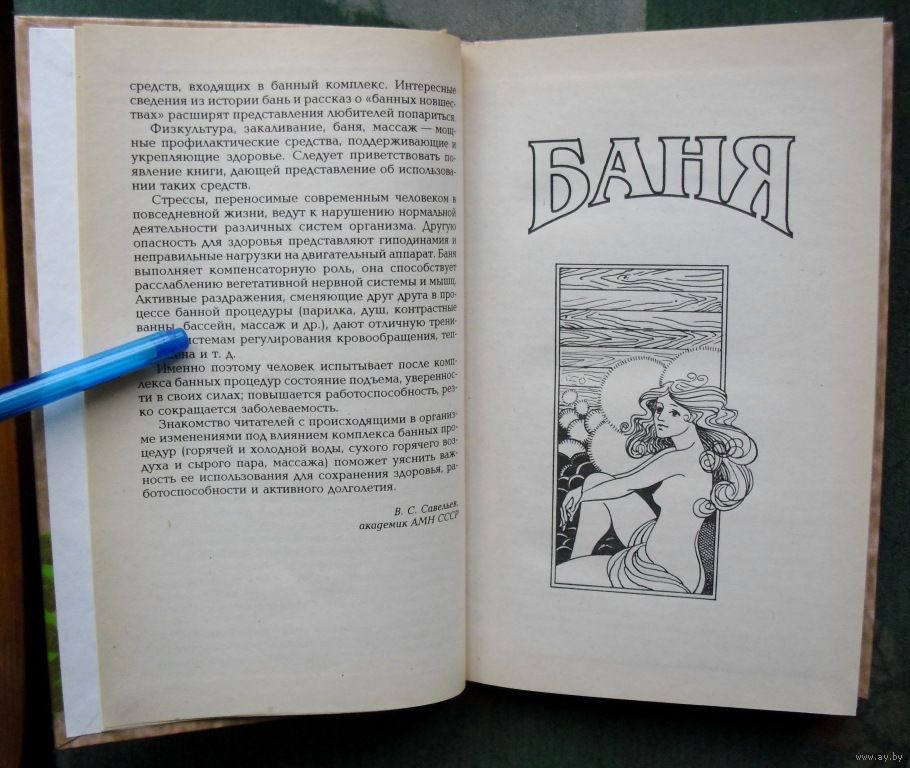 средств, входящих в банный комплекс. Интересные
сведения из истории бань и рассказ о «банных новше-
ствах» расширят представления любителей попариться.
Физкультура, закаливание, баня, массаж — мощ-
ные профилактические средства, поддерживающие и
укрепляющие здоровье. Следует приветствовать по-
явление книги, дающей представление об использова-
нии таких средств.
Стрессы, переносимые современным человеком в
повседневной жизни, ведут к нарушению нормальной
деятельности различных систем организма. Другую
опасность для здоровья представляют гиподинамия и
неправильные нагрузки на двигательный аппарат. Баня
выполняет компенсаторную роль, она способствует
расслаблению вегетативной нервной системы и мышц.
Активные раздражения, сменяющие друг друга в про-
цессе банной процедуры (парилка, душ, контрастные
ванны, бассейн, массаж и др.), дают отличную трени-
системам регулирования кровообращения, теп-
и т. д.
Именно поэтому человек испытывает после комп-
лекса банных процедур состояние подъема, увереннос-
ти в своих силах; повышается работоспособность, рез-
ко сокращается заболеваемость.
Знакомство читателей с происходящими в организ-
ме изменениями под влиянием комплекса банных про-
цедур (горячей и холодной воды, сухого горячего воз-
духа и сырого пара, массажа) поможет уяснить важ-
ность ее использования для сохранения здоровья, ра-
ботоспособности и активного долголетия.
В. С. Савельев,
академик АМН СССР
БАНЯ
www.ay.by